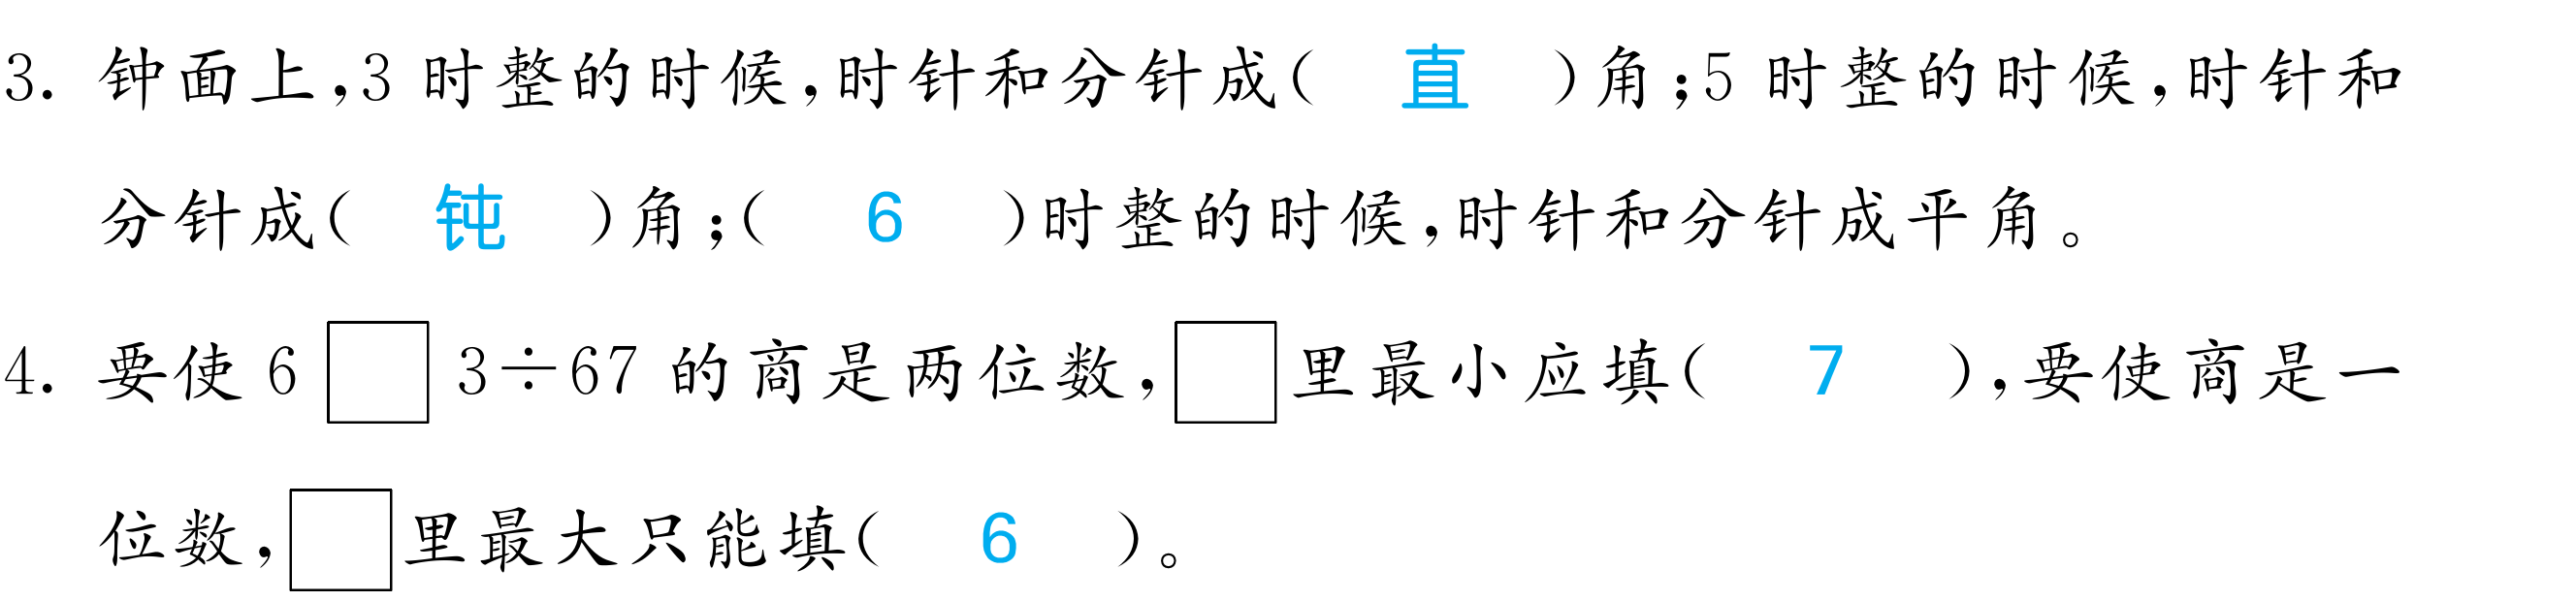 3. 钟面上,3 时整的时候,时针和分针成( 直 )角;5 时整的时候,时针和
分针成( 钝 )角;( 6 )时整的时候,时针和分针成平角。
4. 要使 6□3÷67 的商是两位数,□里最小应填( 7 ),要使商是一
位数,□里最大只能填( 6 )。